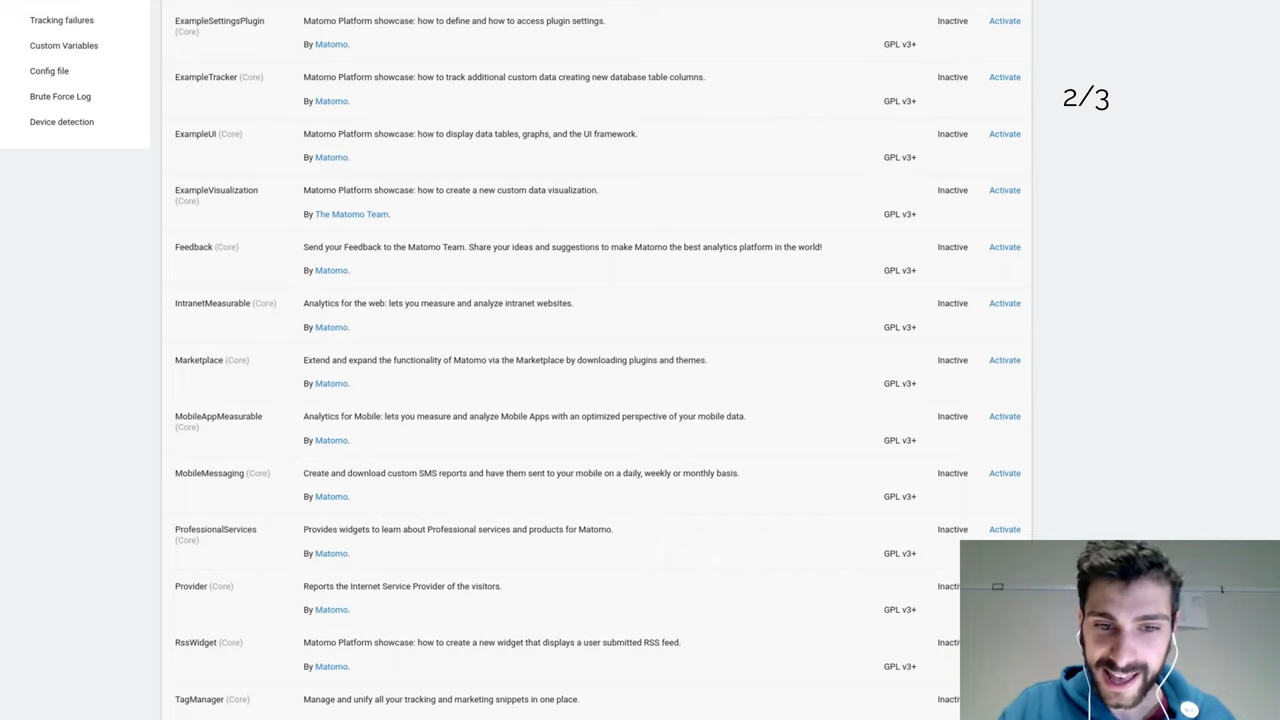 Tracking failures
Custom Variables
Config file
Brute Force Log
Device detection
ExampleSettingsPlugin (Core) Matomo Platform showcase: how to define and how to access plugin settings. Inactive Activate
By Matomo. GPL v3+
ExampleTracker (Core) Matomo Platform showcase: how to track additional custom data creating new database table columns. Inactive Activate
By Matomo. GPL v3+
ExampleUI (Core) Matomo Platform showcase: how to display data tables, graphs, and the UI framework. Inactive Activate
By Matomo. GPL v3+
ExampleVisualization (Core) Matomo Platform showcase: how to create a new custom data visualization. Inactive Activate
By The Matomo Team. GPL v3+
Feedback (Core) Send your Feedback to the Matomo Team. Share your ideas and suggestions to make Matomo the best analytics platform in the world! Inactive Activate
By Matomo. GPL v3+
IntranetMeasurable (Core) Analytics for the web: lets you measure and analyze intranet websites. Inactive Activate
By Matomo. GPL v3+
Marketplace (Core) Extend and expand the functionality of Matomo via the Marketplace by downloading plugins and themes. Inactive Activate
By Matomo. GPL v3+
MobileAppMeasurable (Core) Analytics for Mobile: lets you measure and analyze Mobile Apps with an optimized perspective of your mobile data. Inactive Activate
By Matomo. GPL v3+
MobileMessaging (Core) Create and download custom SMS reports and have them sent to your mobile on a daily, weekly or monthly basis. Inactive Activate
By Matomo. GPL v3+
ProfessionalServices (Core) Provides widgets to learn about Professional services and products for Matomo. Inactive Activate
By Matomo. GPL v3+
Provider (Core) Reports the Internet Service Provider of the visitors.
By Matomo. GPL v3+
RssWidget (Core) Matomo Platform showcase: how to create a new widget that displays a user submitted RSS feed.
By Matomo. GPL v3+
TagManager (Core) Manage and unify all your tracking and marketing snippets in one place.
2/3